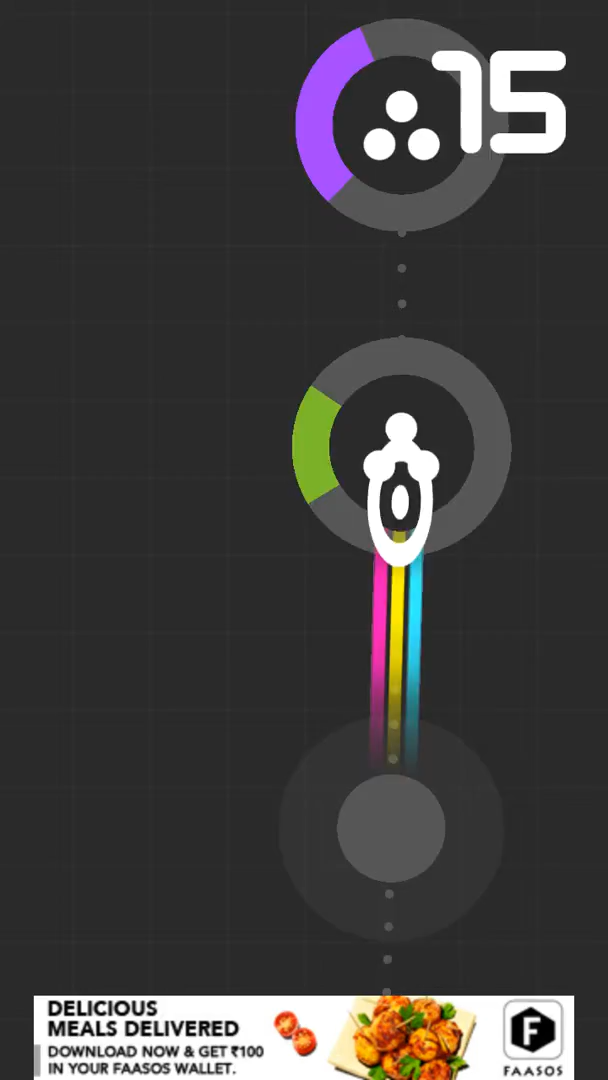 15
DELICIOUS
MEALS DELIVERED
DOWNLOAD NOW & GET ₹100
IN YOUR FAASOS WALLET.
F
FAASOS